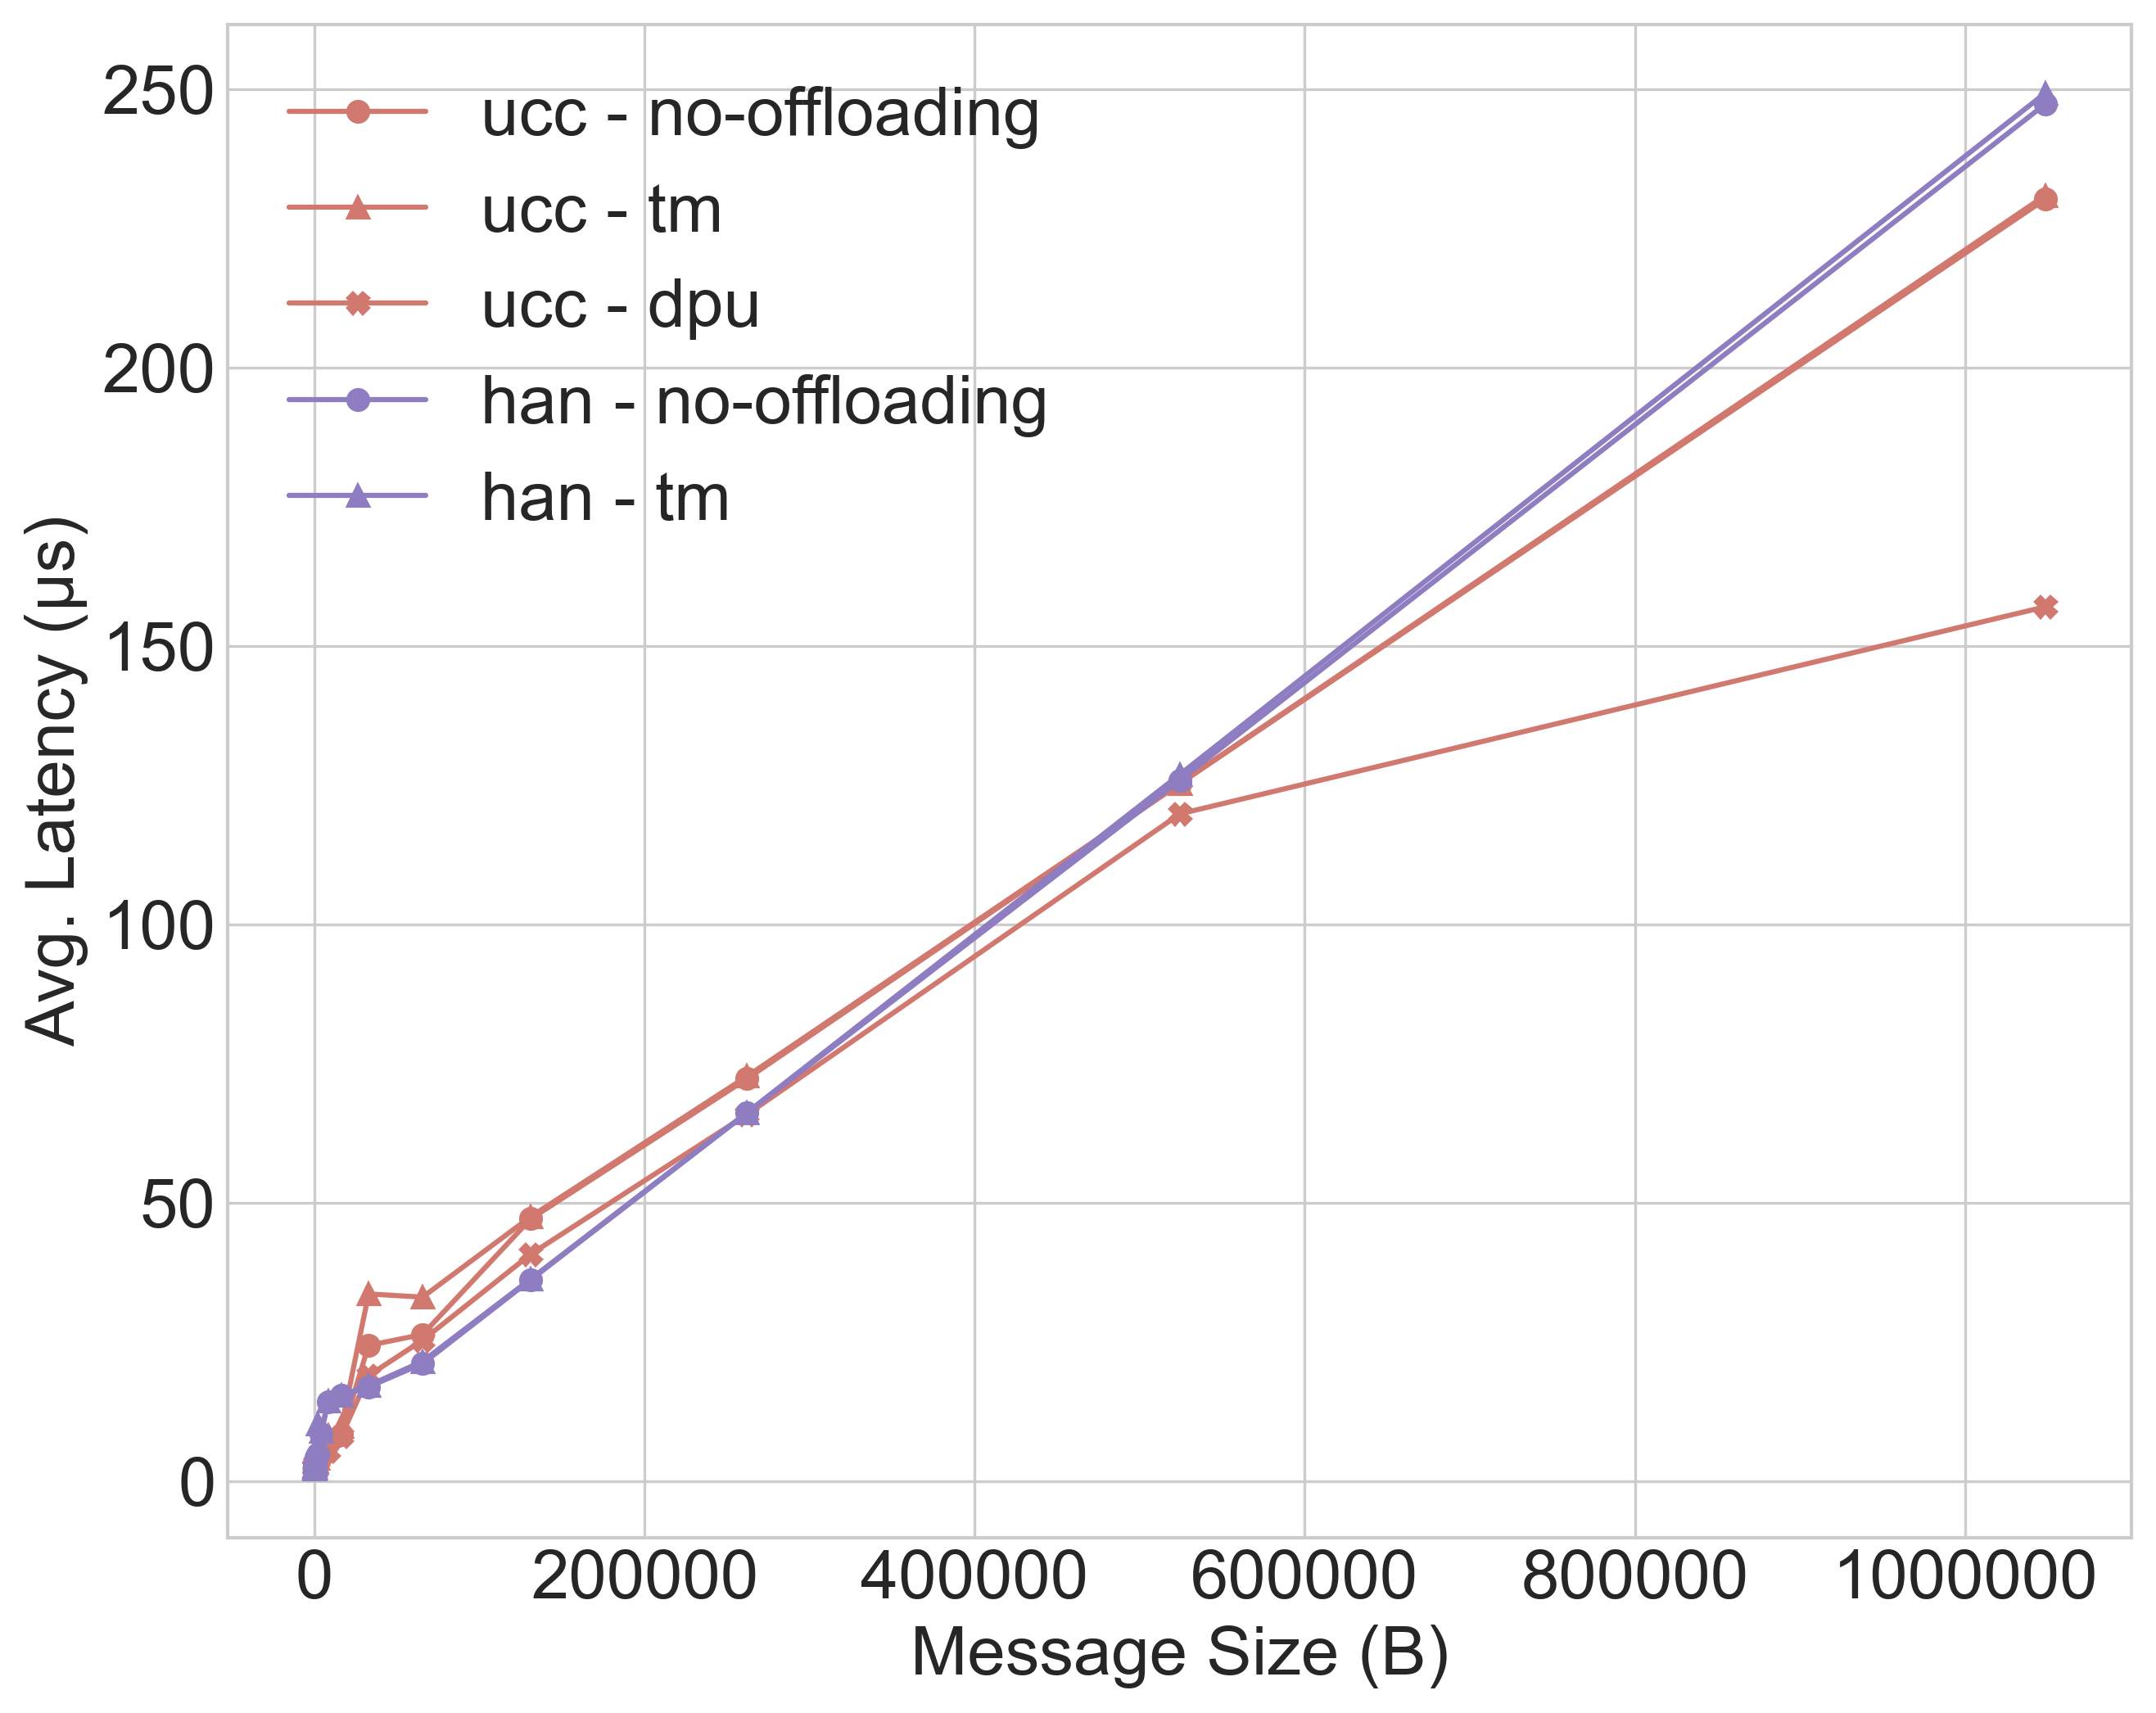 250
200
150
100
50
0
Avg. Latency (μs)
ucc - no-offloading
ucc - tm
ucc - dpu
han - no-offloading
han - tm
0 200000 400000 600000 800000 1000000
Message Size (B)